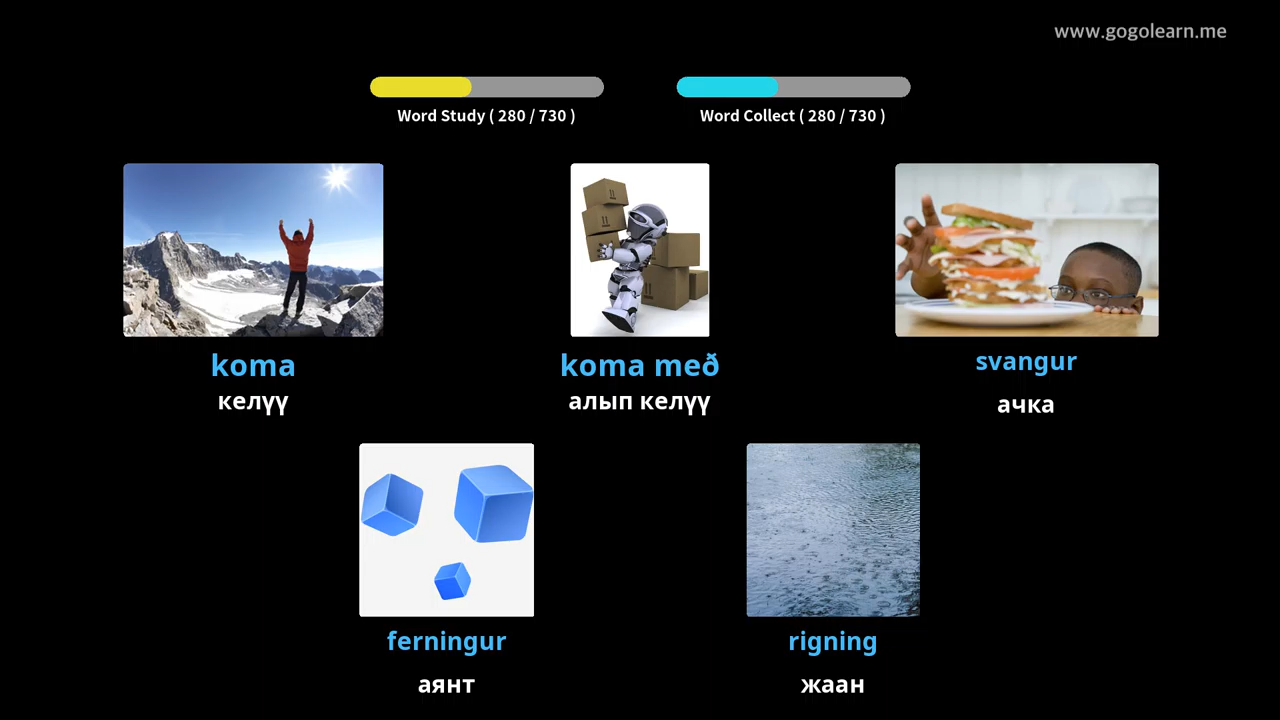 www.gogolearn.me
Word Study ( 280 / 730 )
Word Collect ( 280 / 730 )
koma
келүү
koma með
алып келүү
svangur
ачка
ferningur
аянт
rigning
жаан